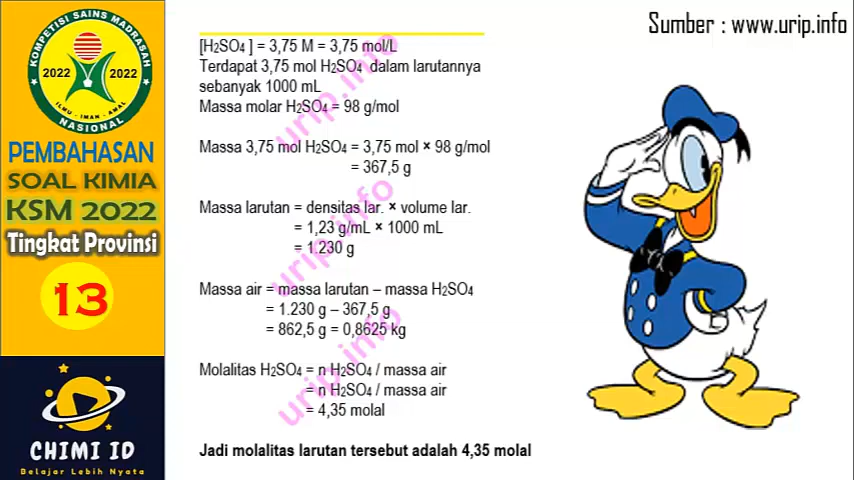 Sumber : www.urip.info
KOMPETISI SAINS MADRASAH
2022 2022
ILMU - IMAN - AMAL
NASIONAL
PEMBAHASAN
SOAL KIMIA
KSM 2022
Tingkat Provinsi
13
CHIMI ID
Belajar Lebih Nyata
[H2SO4 ] = 3,75 M = 3,75 mol/L
Terdapat 3,75 mol H2SO4 dalam larutannya
sebanyak 1000 mL
Massa molar H2SO4 = 98 g/mol
Massa 3,75 mol H2SO4 = 3,75 mol × 98 g/mol
= 367,5 g
Massa larutan = densitas lar. × volume lar.
= 1,23 g/mL × 1000 mL
= 1.230 g
Massa air = massa larutan – massa H2SO4
= 1.230 g – 367,5 g
= 862,5 g = 0,8625 kg
Molalitas H2SO4 = n H2SO4 / massa air
= n H2SO4 / massa air
= 4,35 molal
Jadi molalitas larutan tersebut adalah 4,35 molal
urip.info
urip.info
urip.info